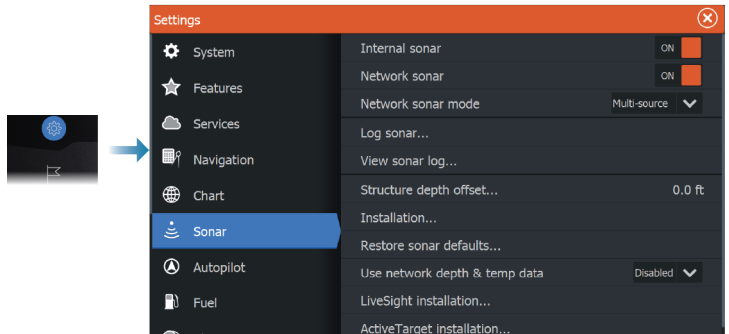 Settings
System
Features
Services
Navigation
Chart
Sonar
Autopilot
Fuel
Internal sonar ON
Network sonar ON
Network sonar mode Multi-source
Log sonar...
View sonar log...
Structure depth offset... 0.0 ft
Installation...
Restore sonar defaults...
Use network depth & temp data Disabled
LiveSight installation...
ActiveTarget installation...